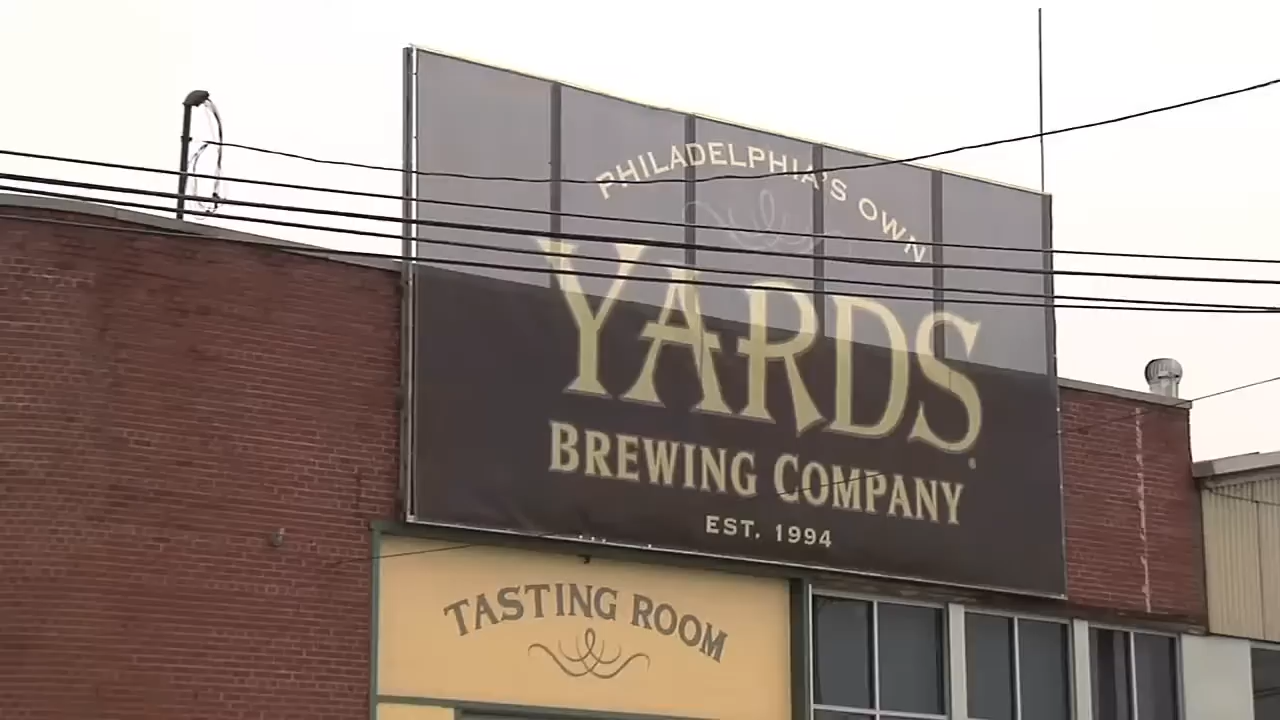 PHILADELPHIA'S OWN
YARDS
BREWING COMPANY
EST. 1994
TASTING ROOM